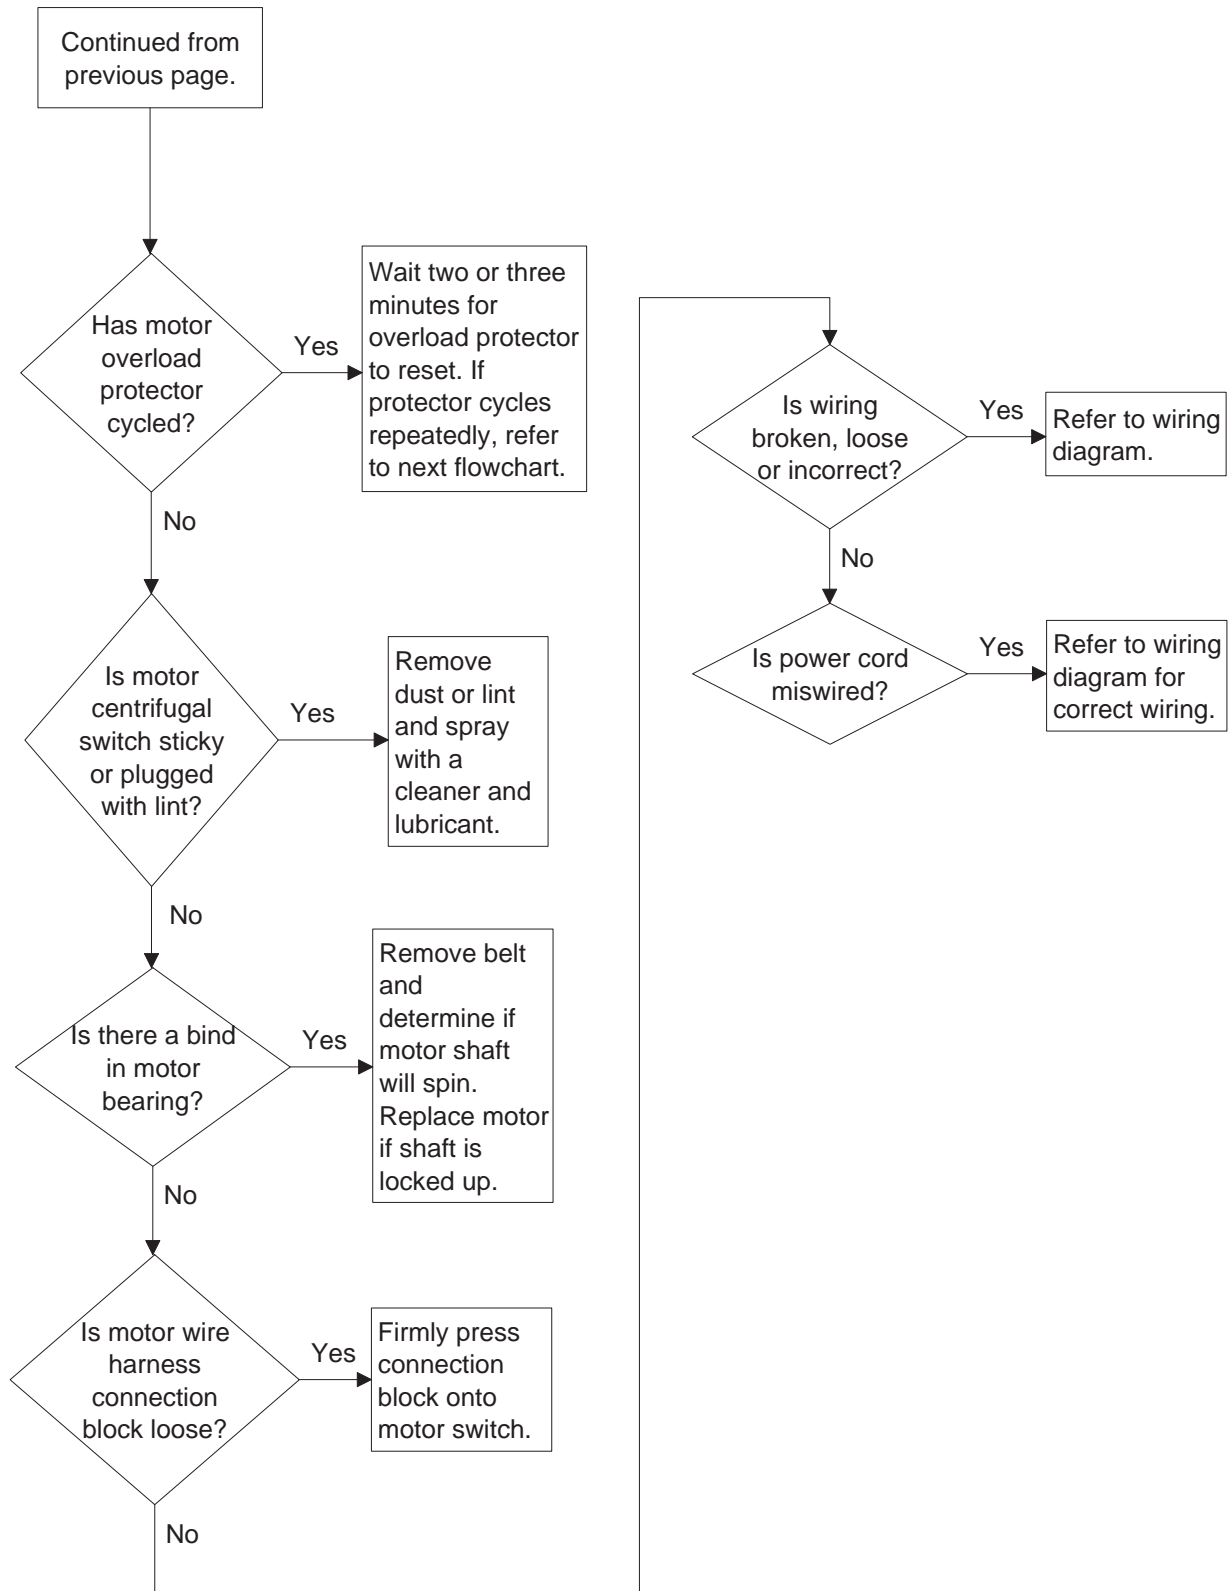 Continued from
previous page.
Has motor
overload
protector
cycled?
Yes
Wait two or three
minutes for
overload protector
to reset. If
protector cycles
repeatedly, refer
to next flowchart.
No
Is motor
centrifugal
switch sticky
or plugged
with lint?
Yes
Remove
dust or lint
and spray
with a
cleaner and
lubricant.
No
Is there a bind
in motor
bearing?
Yes
Remove belt
and
determine if
motor shaft
will spin.
Replace motor
if shaft is
locked up.
No
Is motor wire
harness
connection
block loose?
Yes
Firmly press
connection
block onto
motor switch.
No
Is wiring
broken, loose
or incorrect?
Yes
Refer to wiring
diagram.
No
Is power cord
miswired?
Yes
Refer to wiring
diagram for
correct wiring.